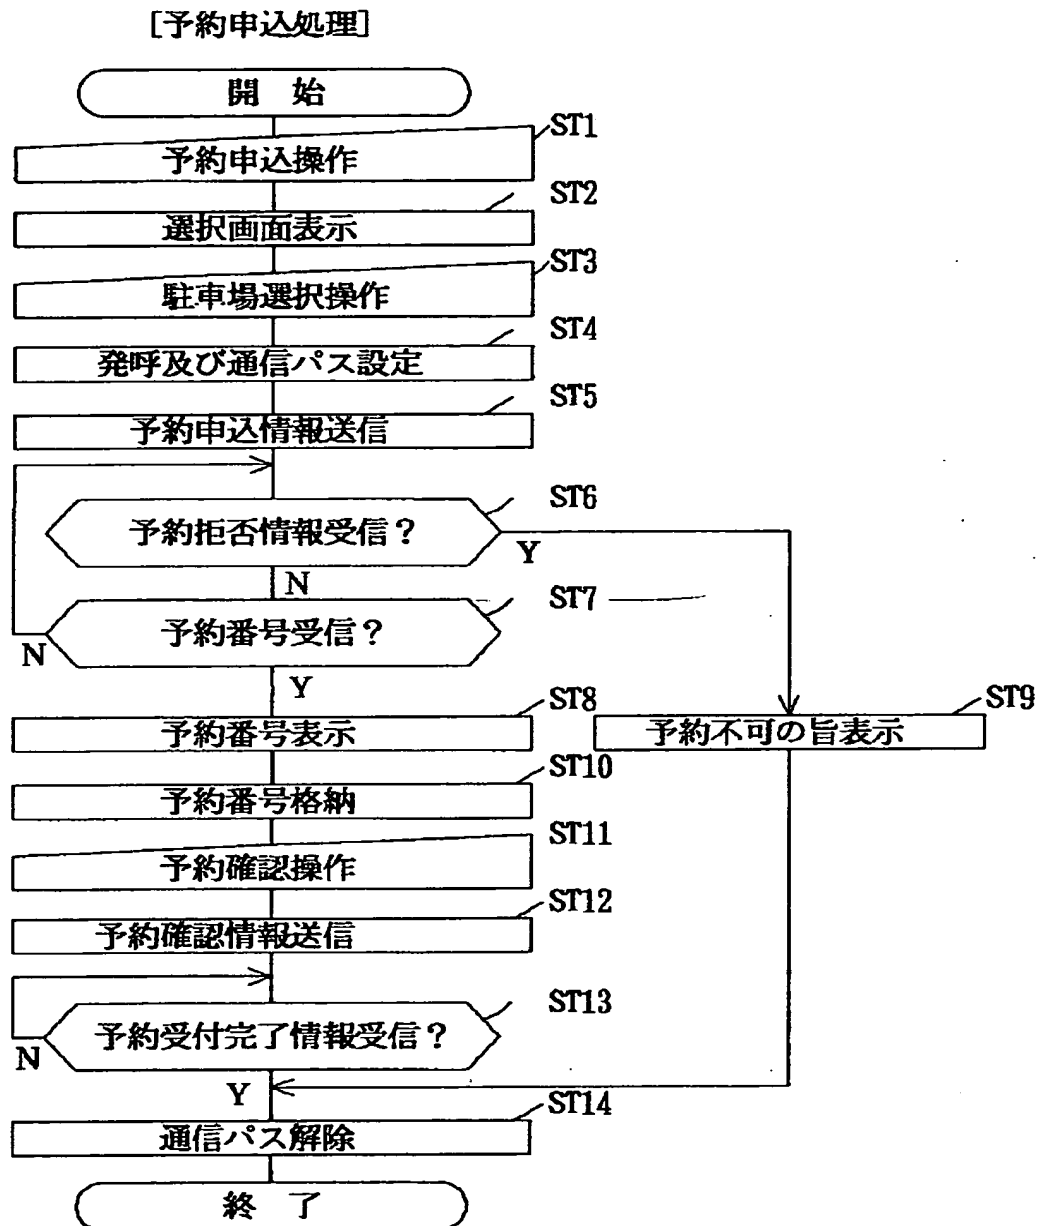 [予約申込処理]
開 始
ST1
予約申込操作
ST2
選択画面表示
ST3
駐車場選択操作
ST4
発呼及び通信パス設定
ST5
予約申込情報送信
ST6
予約拒否情報受信?
Y
N
ST7
予約番号受信?
N
Y
ST8
予約番号表示
ST9
予約不可の旨表示
ST10
予約番号格納
ST11
予約確認操作
ST12
予約確認情報送信
ST13
予約受付完了情報受信?
N
Y
ST14
通信パス解除
終 了